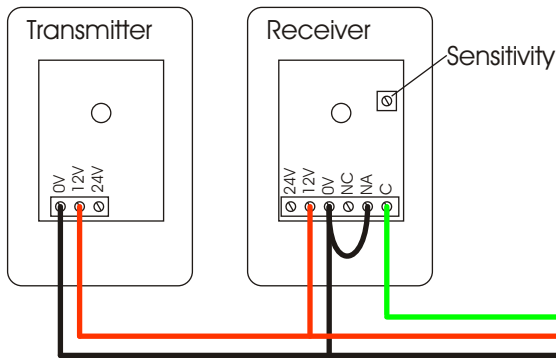 Transmitter
Receiver
Sensitivity
0V
12V
24V
24V
12V
0V
NC
NA
C